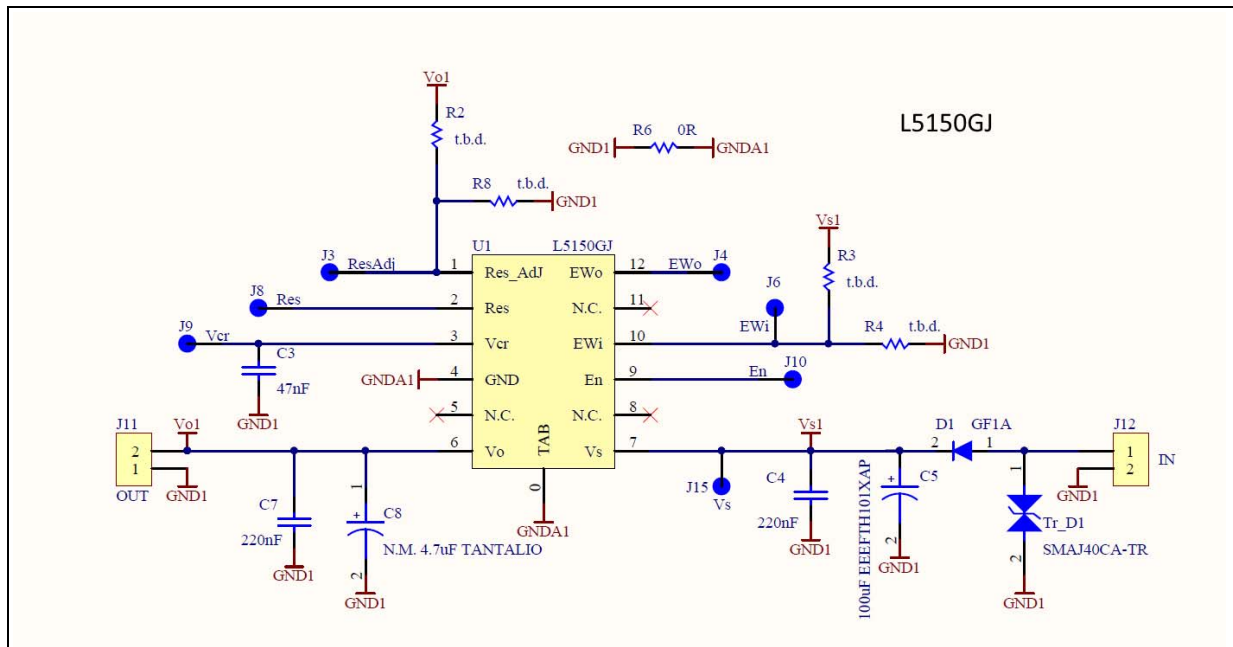 L5150GJ
Vo1
R2
t.b.d.
R6 0R
GND1 GNDA1
R8 t.b.d.
GND1
U1 L5150GJ
J3 ResAdj 1 Res_AdJ EWo 12 EWo J4
J8 Res 2 Res N.C. 11
J9 Vcr 3 Vcr EWi 10 EWi J6
Vs1
R3
t.b.d.
R4 t.b.d.
GND1
C3
47nF
GND1
GNDA1 4 GND En 9 En J10
5 N.C. N.C. 8
6 Vo Vs 7
TAB
0
GNDA1
J11
2
1
OUT
Vo1
GND1
C7
220nF
GND1
1
+ C8
N.M. 4.7uF TANTALIO
2
GND1
J15
Vs
Vs1
C4
220nF
GND1
+ C5
100uF EEEFTH101XAP
2
GND1
D1 GF1A
2 1
J12
1
2
IN
GND1
1
Tr_D1
SMAJ40CA-TR
2
GND1